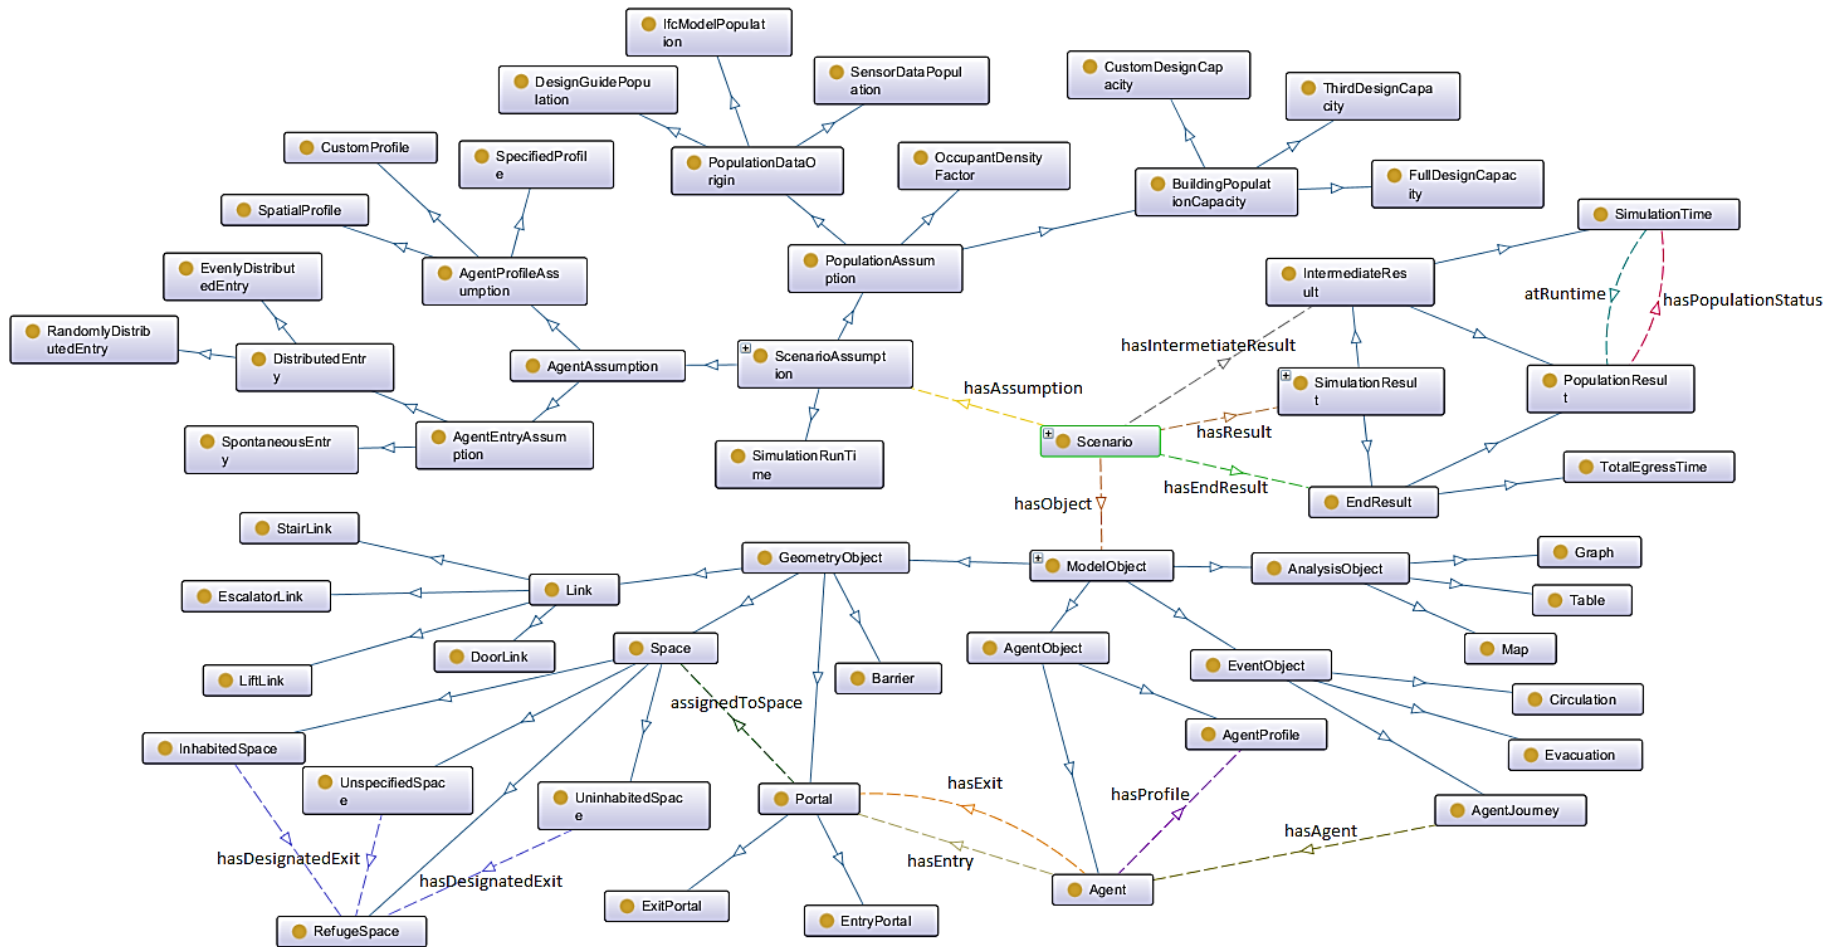 IfcModelPopulat
ion
DesignGuidePopu
lation
SensorDataPopul
ation
CustomDesignCap
acity
ThirdDesignCapa
city
CustomProfile
SpecifiedProfil
e
PopulationDataO
rigin
OccupantDensity
Factor
BuildingPopulat
ionCapacity
FullDesignCapac
ity
SpatialProfile
SimulationTime
EvenlyDistribut
edEntry
AgentProfileAss
umption
PopulationAssum
ption
IntermediateRes
ult
atRuntime
hasPopulationStatus
RandomlyDistrib
utedEntry
DistributedEntr
y
AgentAssumption
ScenarioAssumpt
ion
hasIntermetiateResult
SimulationResul
t
PopulationResul
t
hasAssumption
SpontaneousEntr
y
AgentEntryAssum
ption
SimulationRunTi
me
Scenario
hasResult
TotalEgressTime
hasEndResult
EndResult
hasObject
StairLink
GeometryObject
ModelObject
AnalysisObject
Graph
EscalatorLink
Link
Table
LiftLink
DoorLink
Space
Barrier
AgentObject
EventObject
Map
assignedToSpace
Circulation
InhabitedSpace
AgentProfile
Evacuation
UnspecifiedSpac
e
UninhabitedSpac
e
Portal
hasExit
hasProfile
AgentJourney
hasDesignatedExit
hasDesignatedExit
hasEntry
hasAgent
Agent
ExitPortal
EntryPortal
RefugeSpace